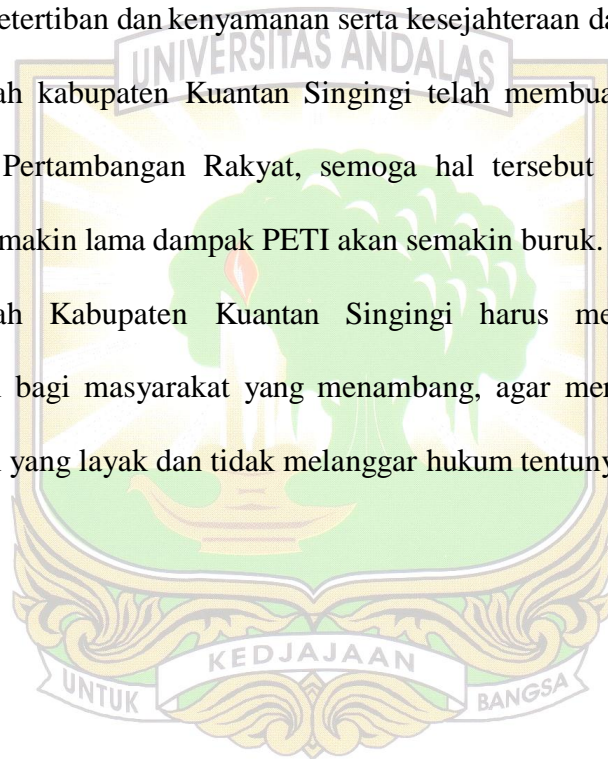 etertiban dan kenyamanan serta kesejahteraan da
UNIVERSITAS ANDALAS
ah kabupaten Kuantan Singingi telah membua
Pertambangan Rakyat, semoga hal tersebut
makin lama dampak PETI akan semakin buruk.
ah Kabupaten Kuantan Singingi harus me
bagi masyarakat yang menambang, agar mer
yang layak dan tidak melanggar hukum tentuny
UNTUK KEDJAJAAN BANGSA